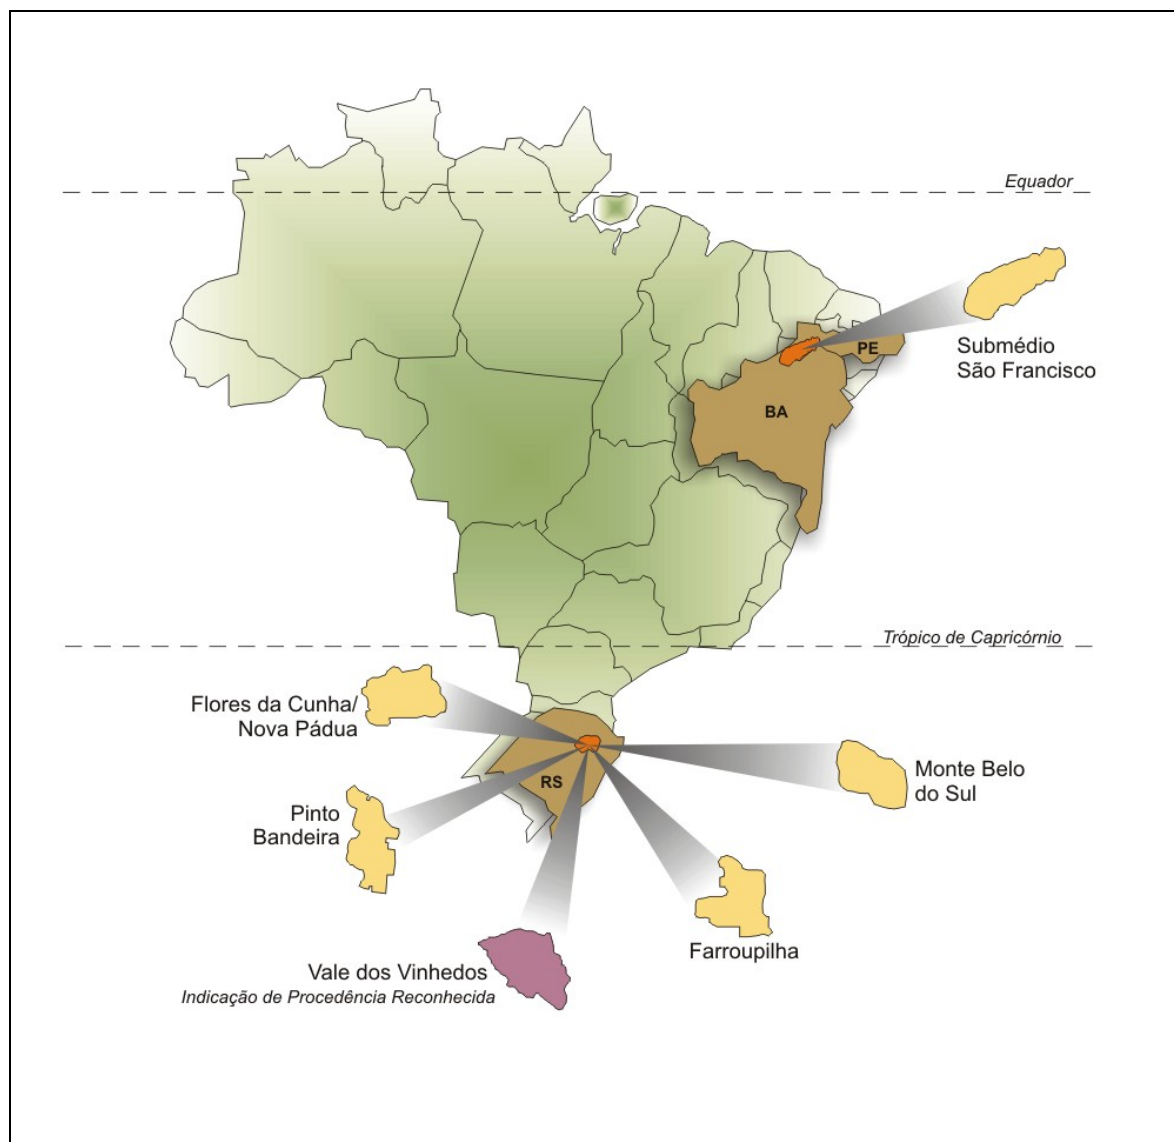 Equador
PE
Submédio
São Francisco
BA
Trópico de Capricórnio
Flores da Cunha/
Nova Pádua
RS
Monte Belo
do Sul
Pinto
Bandeira
Farroupilha
Vale dos Vinhedos
Indicação de Procedência Reconhecida